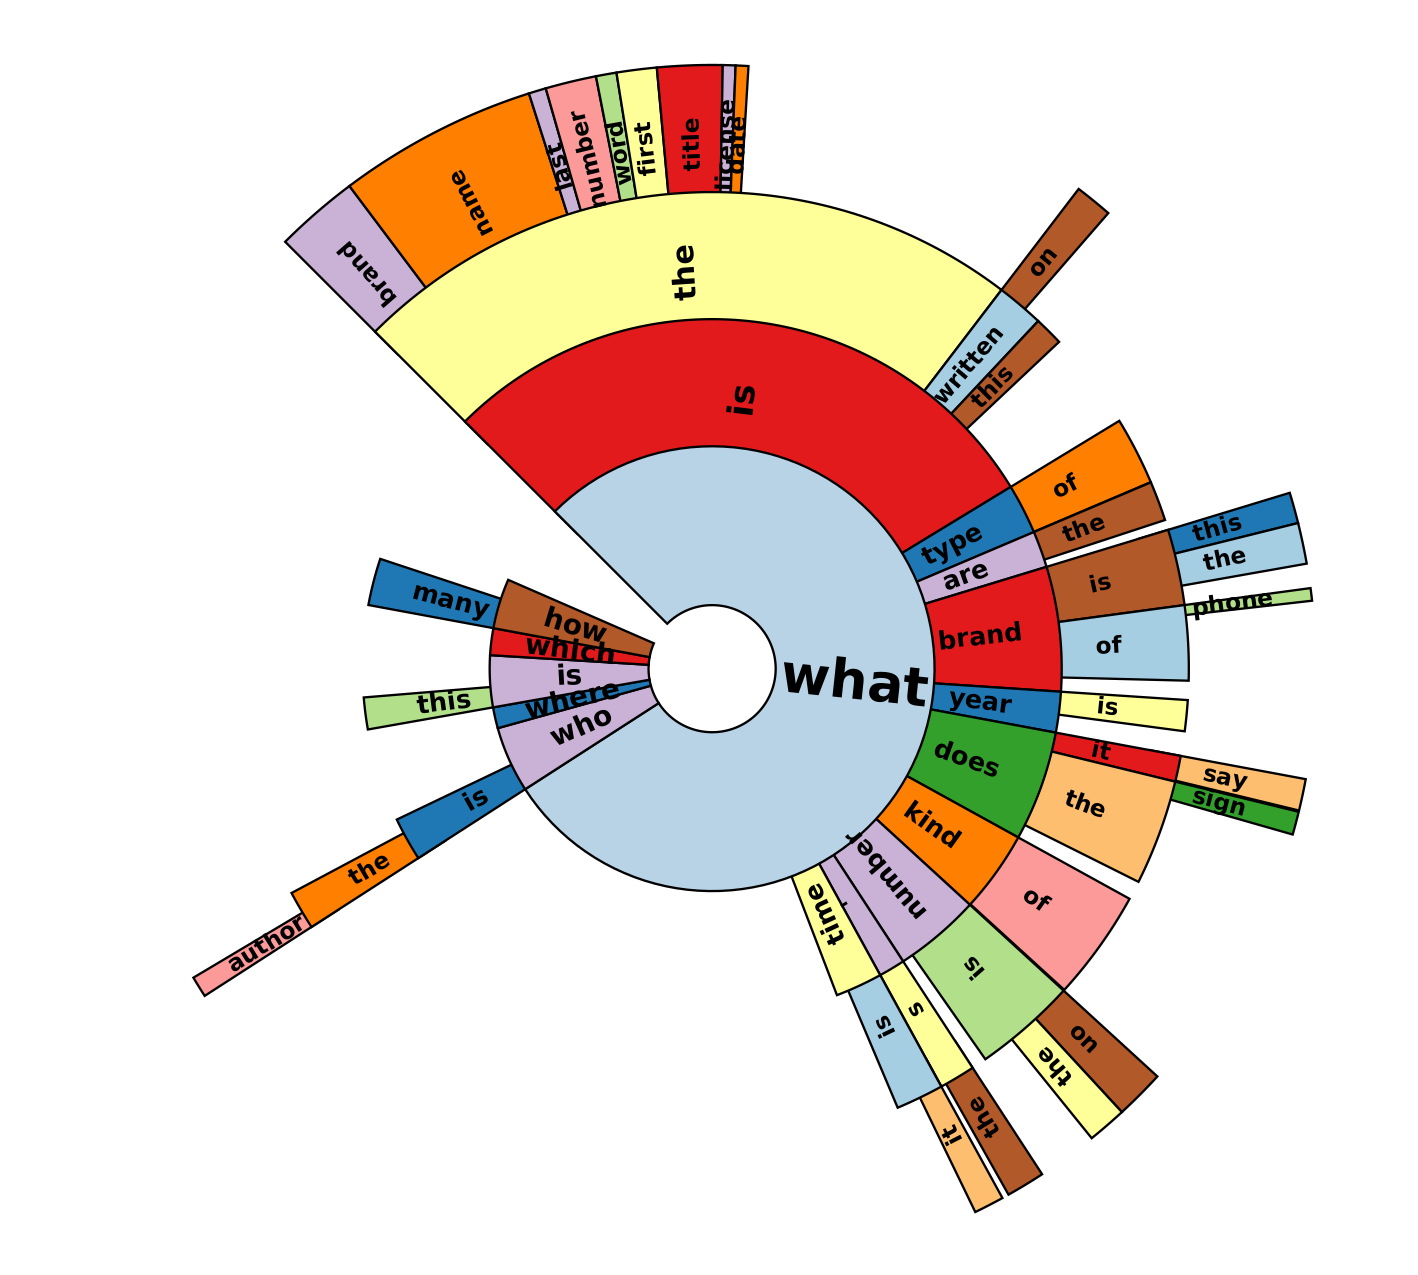 what
is
the
brand
name
last
number
word
first
title
license
date
written
on
this
type
of
are
the
brand
is
this
the
of
phone
year
is
does
it
say
the
sign
kind
of
number
is
on
the
'
s
the
time
is
it
who
is
the
author
where
is
this
which
how
many